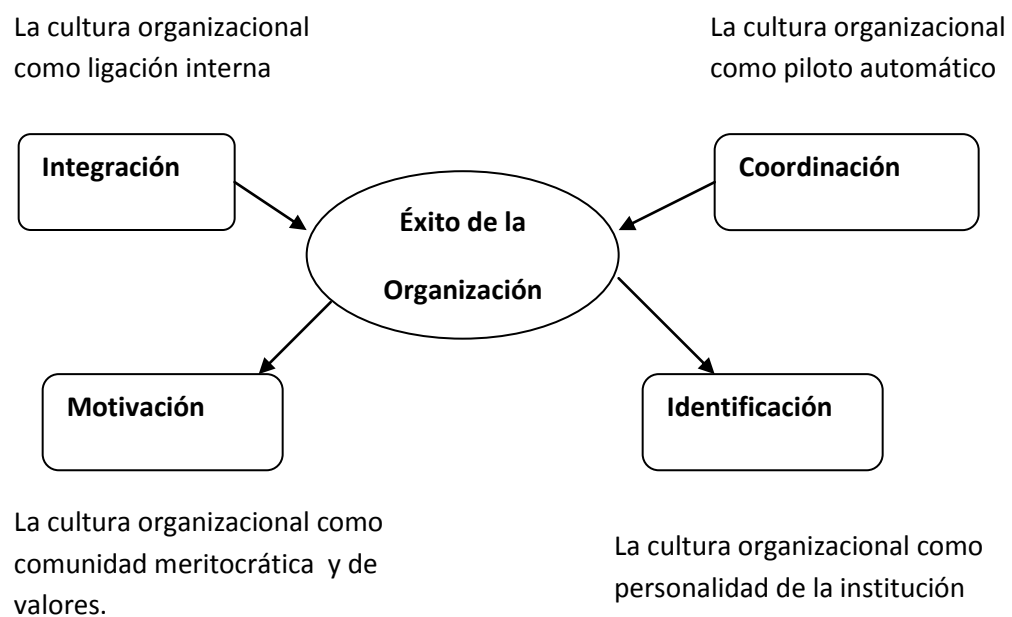 La cultura organizacional
como ligación interna
La cultura organizacional
como piloto automático
Integración
Coordinación
Éxito de la
Organización
Motivación
Identificación
La cultura organizacional como
comunidad meritocrática y de
valores.
La cultura organizacional como
personalidad de la institución